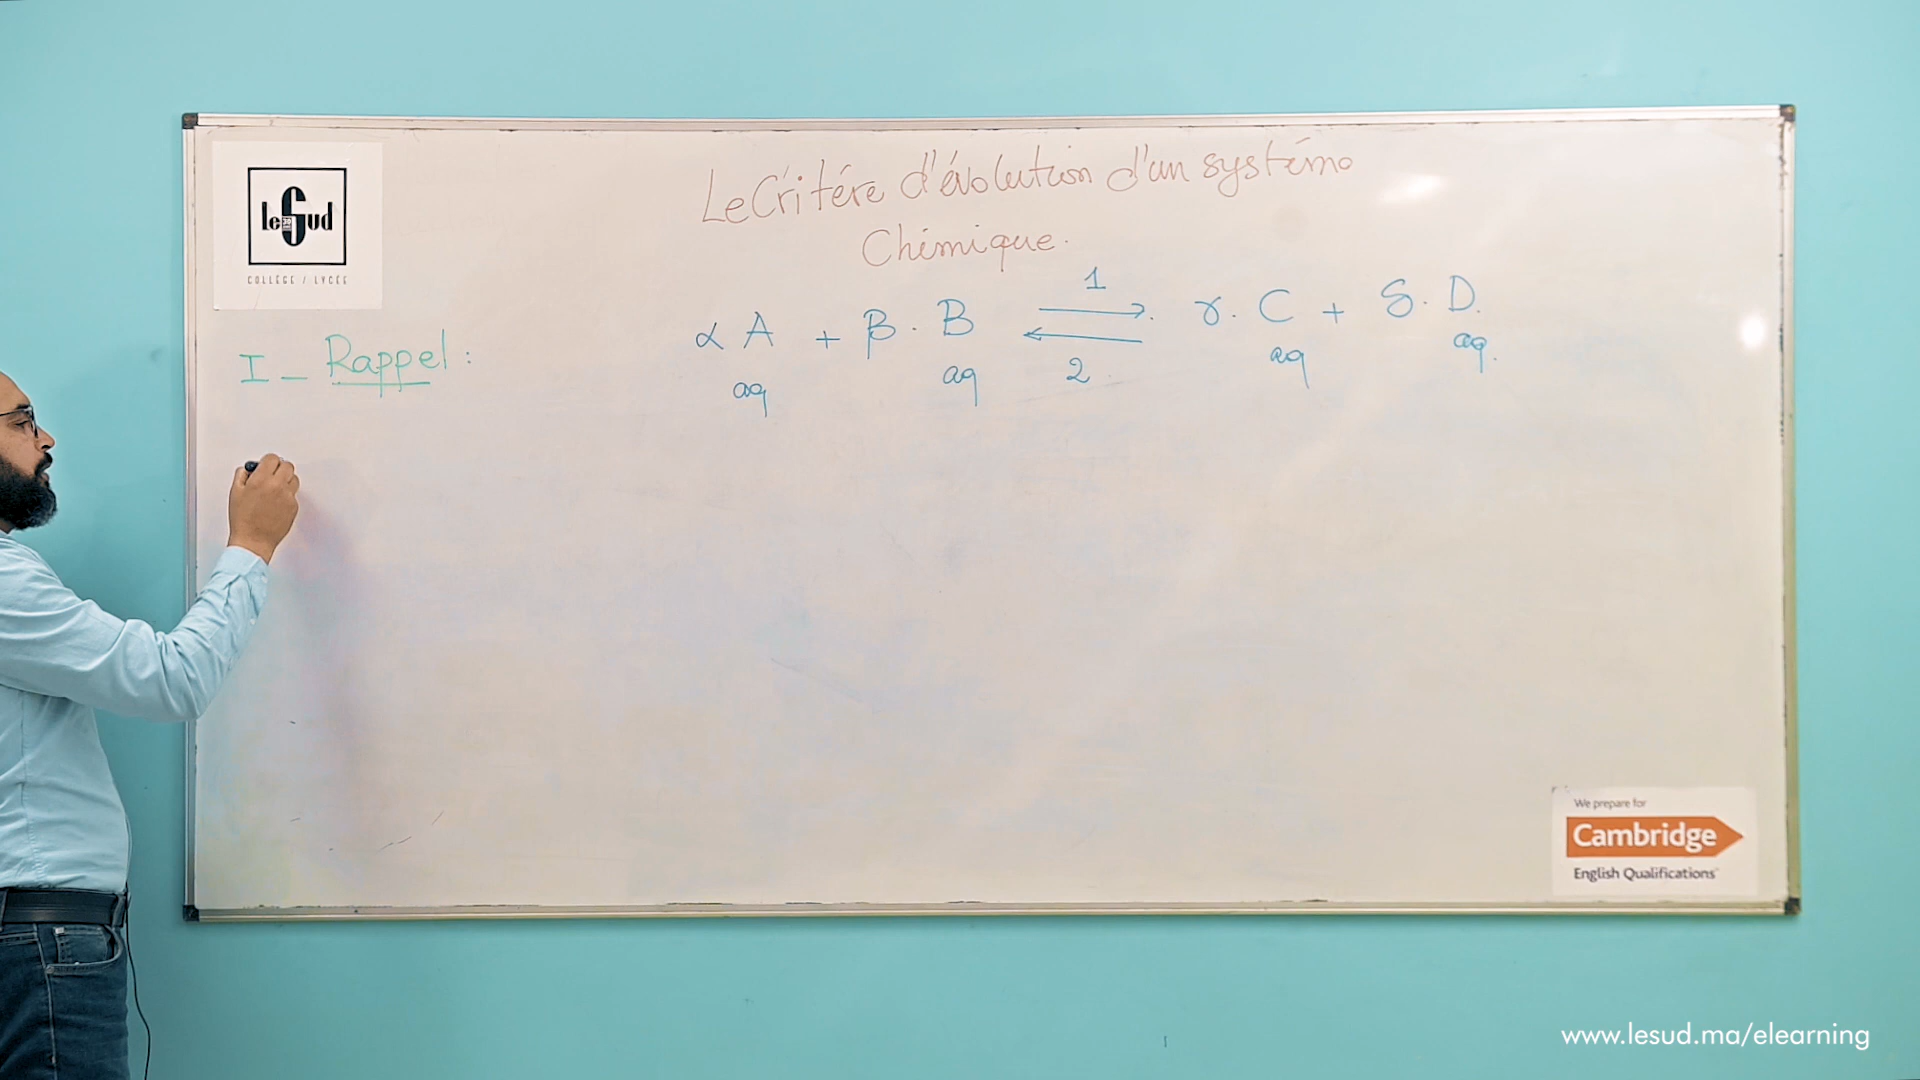 Le Critére d'évolution d'un systéme
Chimique.
I_ Rappel :
α A + β . B ⇌ γ . C + δ . D.
1
2
aq aq aq aq.
le Sud
COLLÈGE / LYCÉE
We prepare for
Cambridge
English Qualifications
www.lesud.ma/elearning